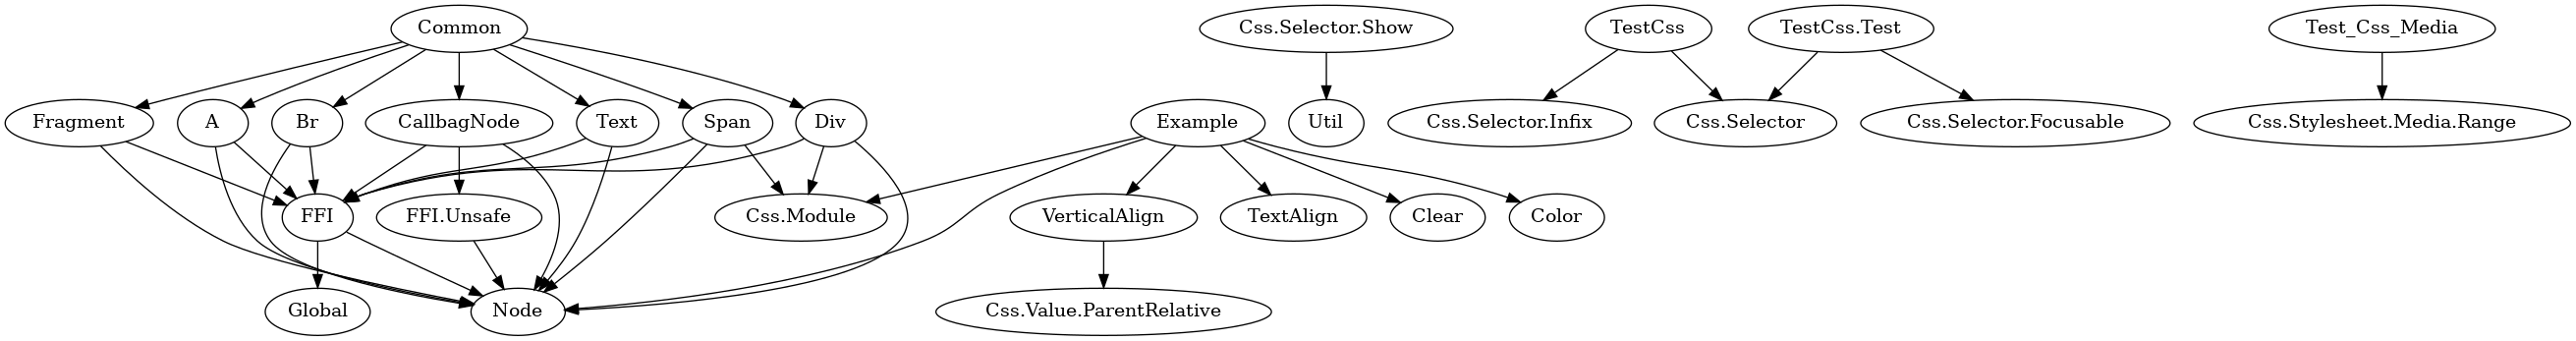 Common
Css.Selector.Show
TestCss
TestCss.Test
Test_Css_Media
Fragment
A
Br
CallbagNode
Text
Span
Div
Example
Util
Css.Selector.Infix
Css.Selector
Css.Selector.Focusable
Css.Stylesheet.Media.Range
FFI
FFI.Unsafe
Css.Module
VerticalAlign
TextAlign
Clear
Color
Global
Node
Css.Value.ParentRelative